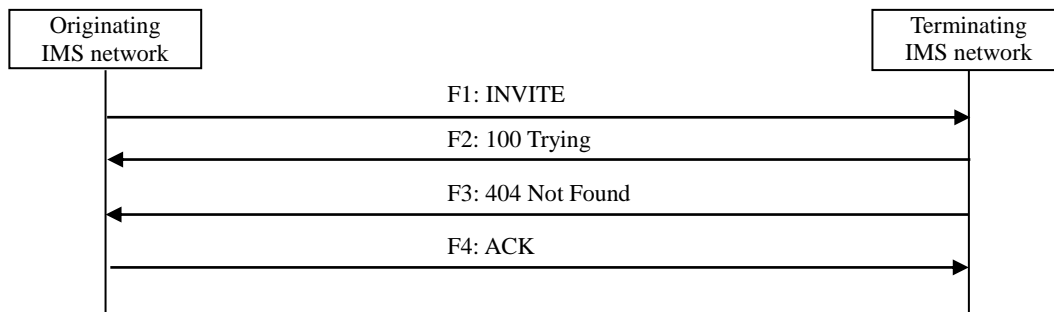 Originating
IMS network
Terminating
IMS network
F1: INVITE
F2: 100 Trying
F3: 404 Not Found
F4: ACK